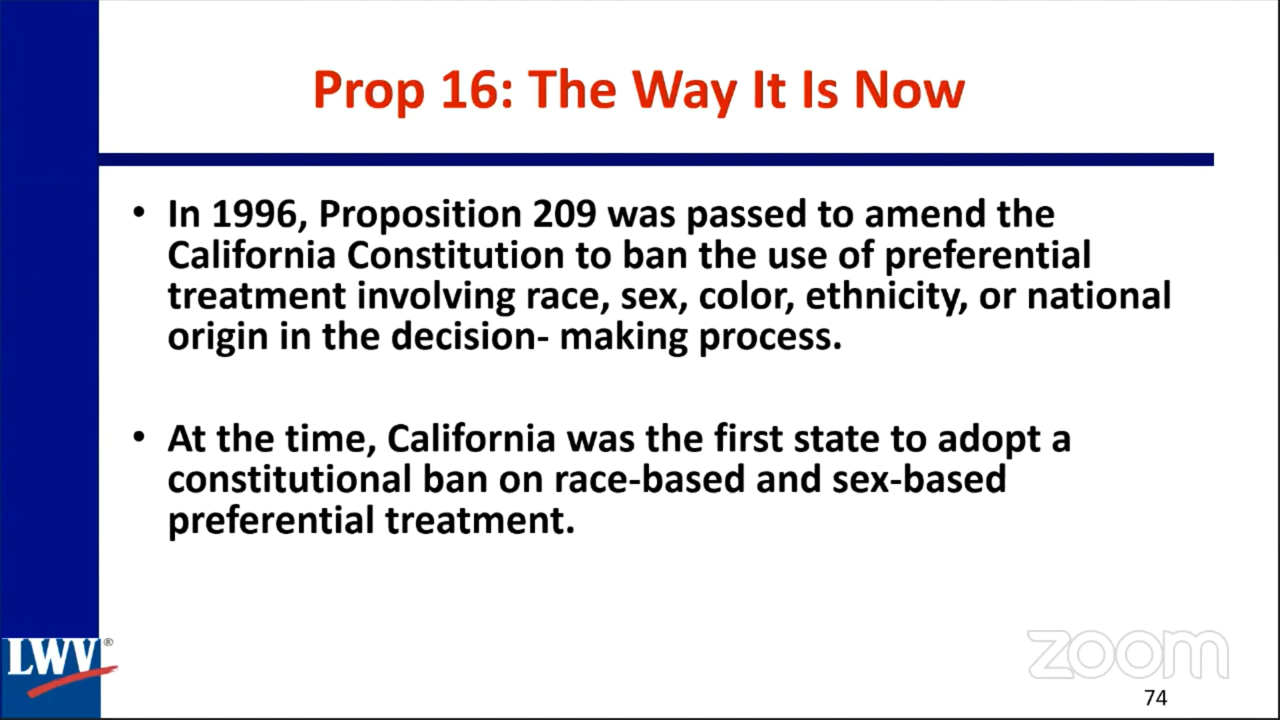 Prop 16: The Way It Is Now
• In 1996, Proposition 209 was passed to amend the
California Constitution to ban the use of preferential
treatment involving race, sex, color, ethnicity, or national
origin in the decision- making process.
• At the time, California was the first state to adopt a
constitutional ban on race-based and sex-based
preferential treatment.
LWV®
zoom
74